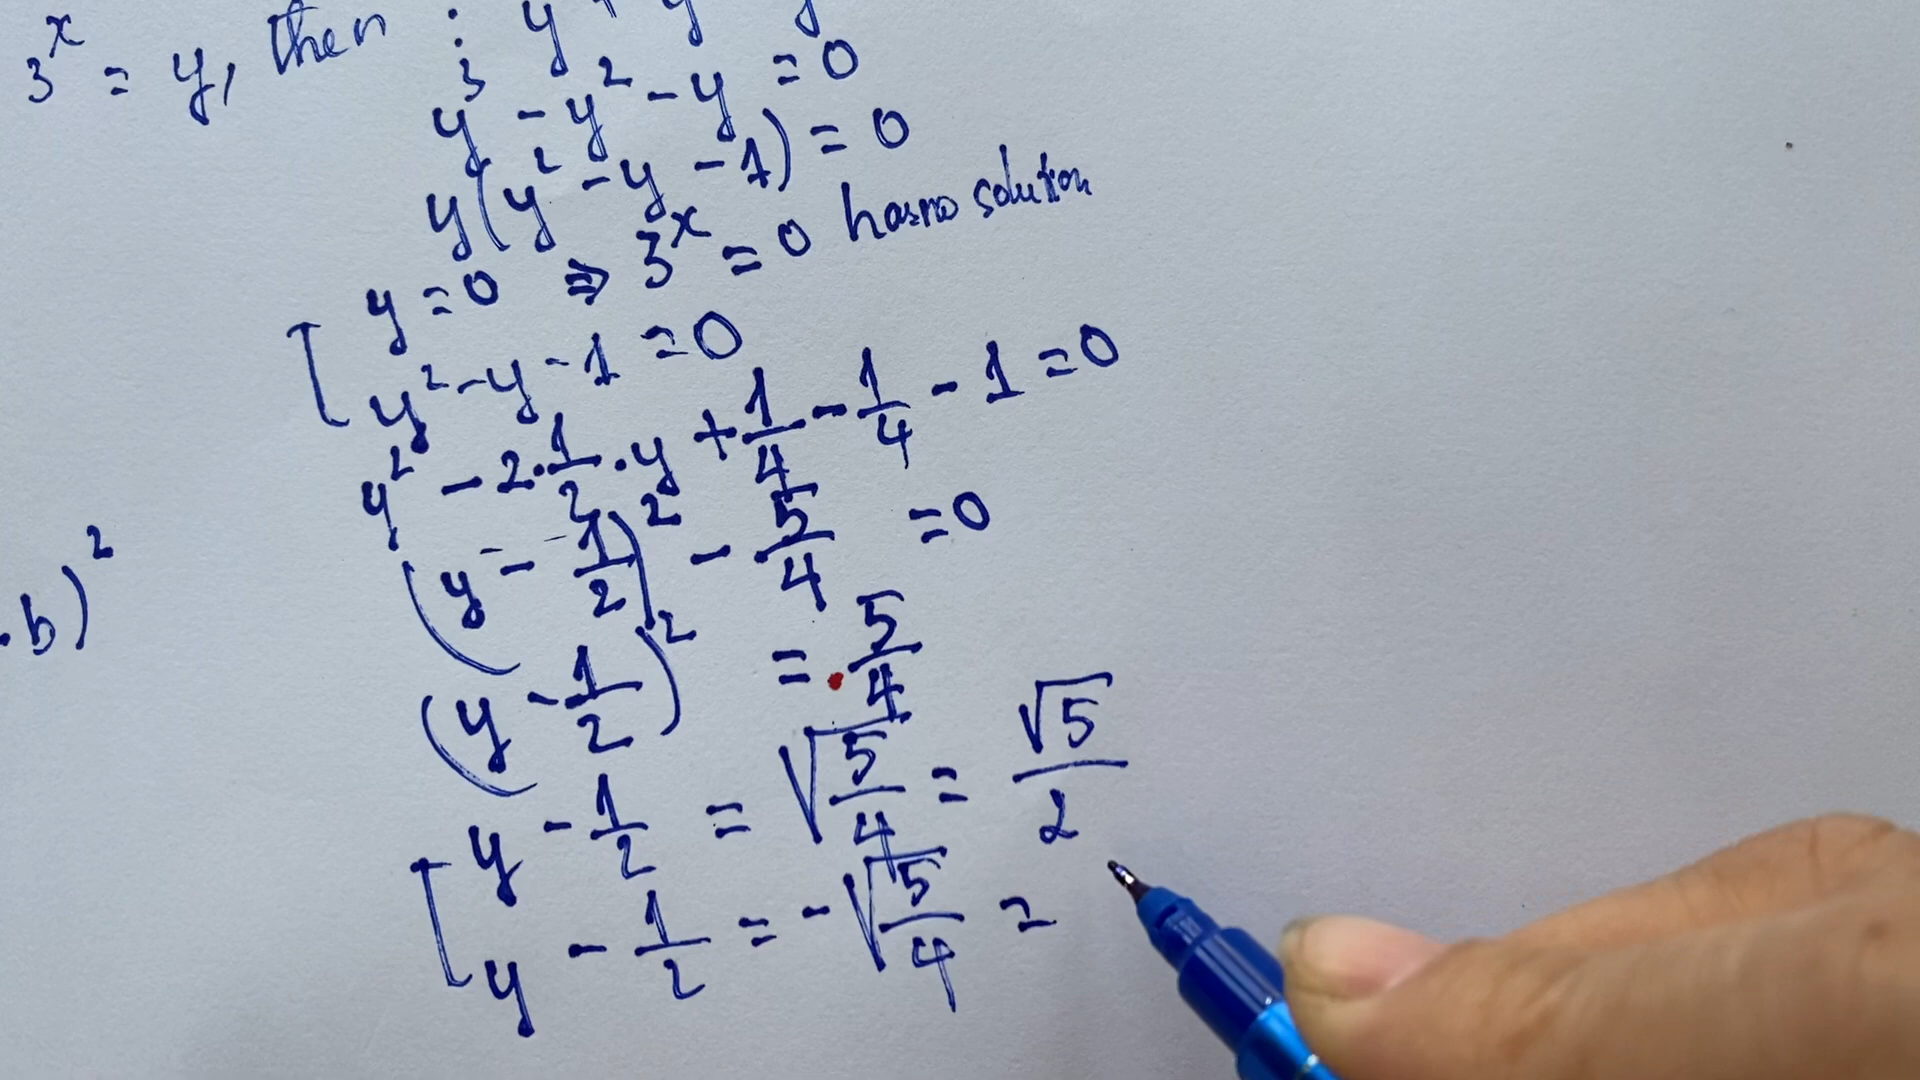 3^x = y, then : y + y
y^3 - y^2 - y = 0
y(y^2 - y - 1) = 0
y = 0 ⇒ 3^x = 0 has no solution
y^2 - y - 1 = 0
y^2 - 2·1/2·y + 1/4 - 1/4 - 1 = 0
(y - 1/2)^2 - 5/4 = 0
.b)^2
(y - 1/2)^2 = 5/4
y - 1/2 = √(5/4) = √5/2
y - 1/2 = -√(5/4) =